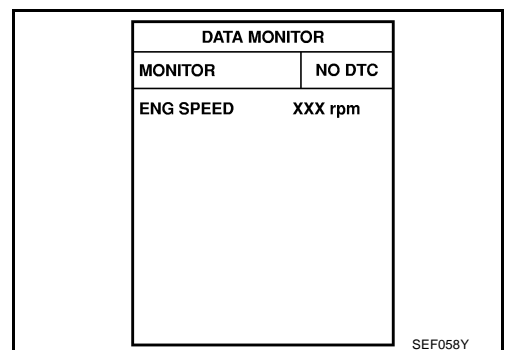 DATA MONITOR
MONITOR NO DTC
ENG SPEED XXX rpm
SEF058Y